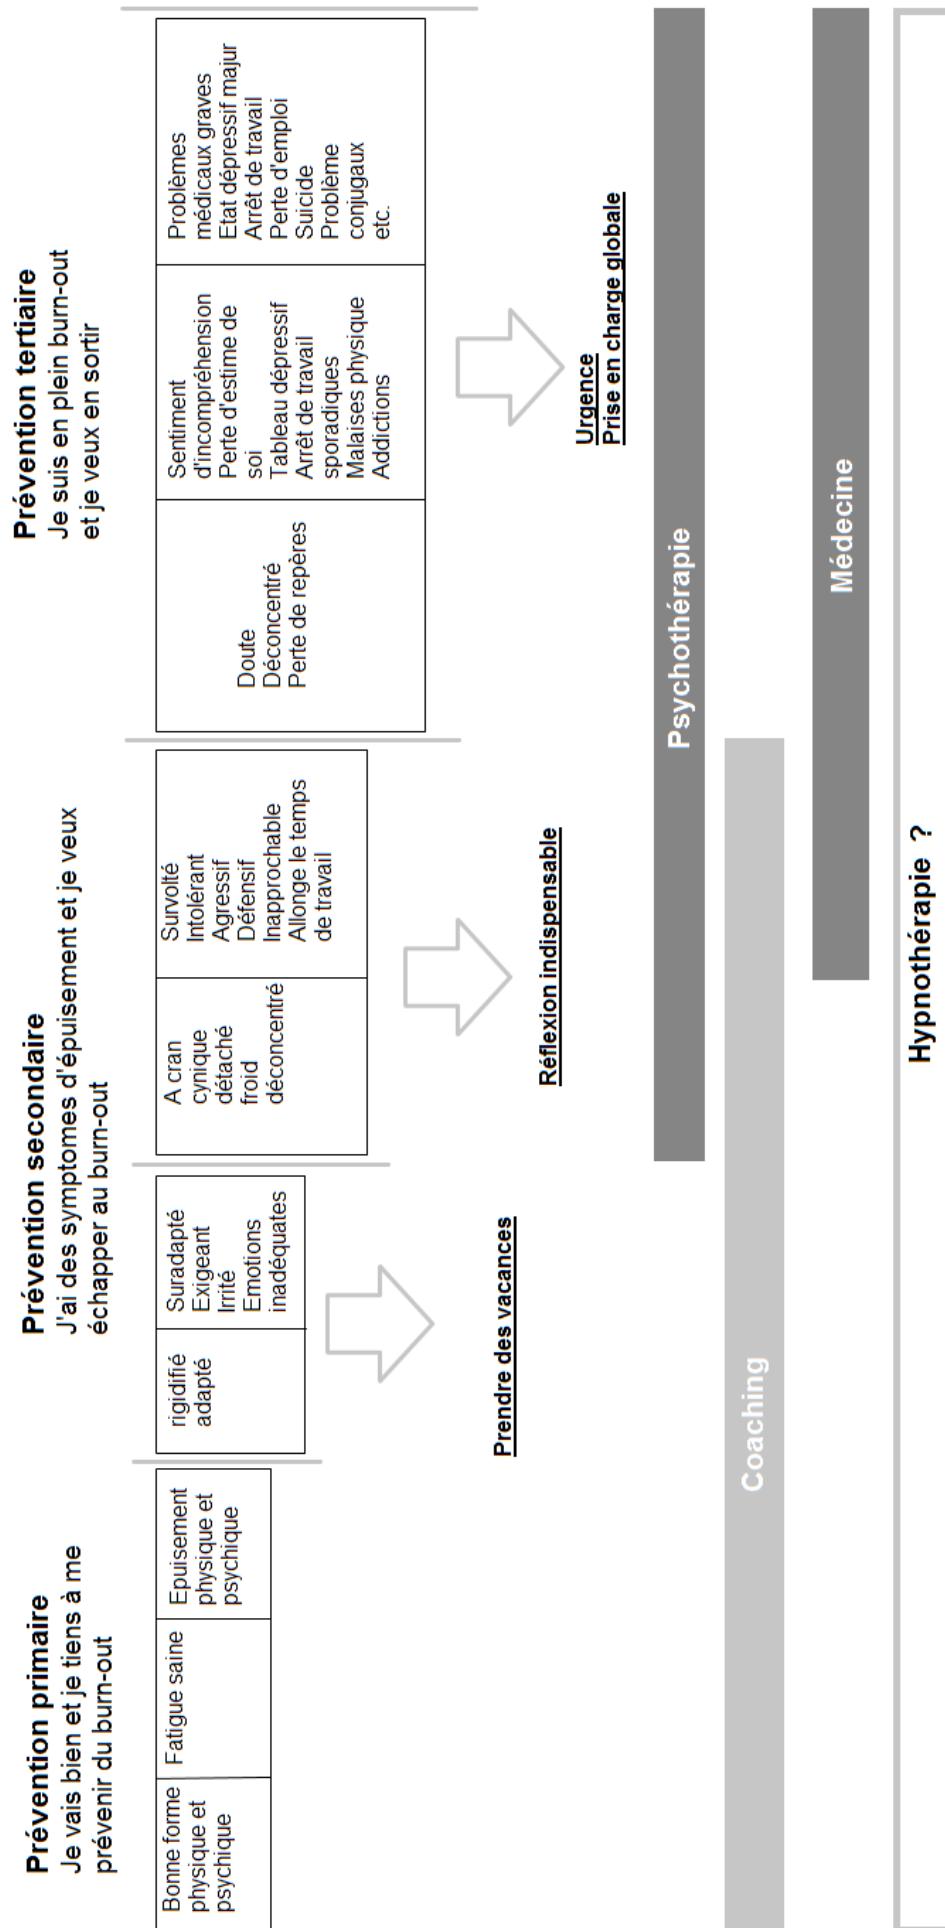 Prévention primaire
Je vais bien et je tiens à me
prévenir du burn-out
Prévention secondaire
J'ai des symptomes d'épuisement et je veux
échapper au burn-out
Prévention tertiaire
Je suis en plein burn-out
et je veux en sortir
Bonne forme
physique et
psychique
Fatigue saine
Epuisement
physique et
psychique
rigidifié
adapté
Suradapté
Exigeant
Irrité
Emotions
inadéquates
A cran
cynique
détaché
froid
déconcentré
Survolté
Intolérant
Agressif
Défensif
Inapprochable
Allonge le temps
de travail
Doute
Déconcentré
Perte de repères
Sentiment
d'incompréhension
Perte d'estime de
soi
Tableau dépressif
Arrêt de travail
sporadiques
Malaises physique
Addictions
Problèmes
médicaux graves
Etat dépressif majur
Arrêt de travail
Perte d'emploi
Suicide
Problème
conjugaux
etc.
Prendre des vacances
Réflexion indispensable
Urgence
Prise en charge globale
Psychothérapie
Coaching
Médecine
Hypnothérapie ?